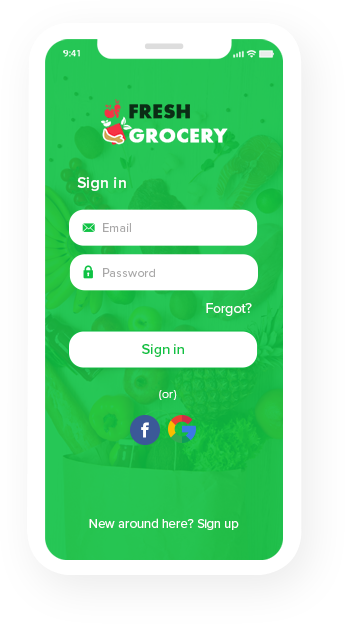 9:41
FRESH
GROCERY
Sign in
Email
Password
Forgot?
Sign in
(or)
f
New around here? Sign up